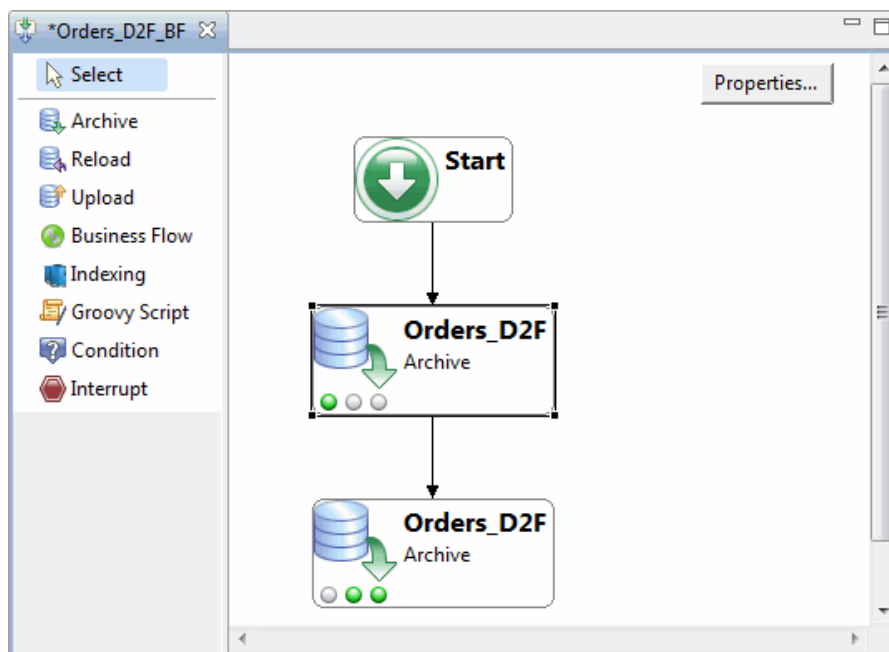 *Orders_D2F_BF
Select
Archive
Reload
Upload
Business Flow
Indexing
Groovy Script
Condition
Interrupt
Properties...
Start
Orders_D2F
Archive
Orders_D2F
Archive